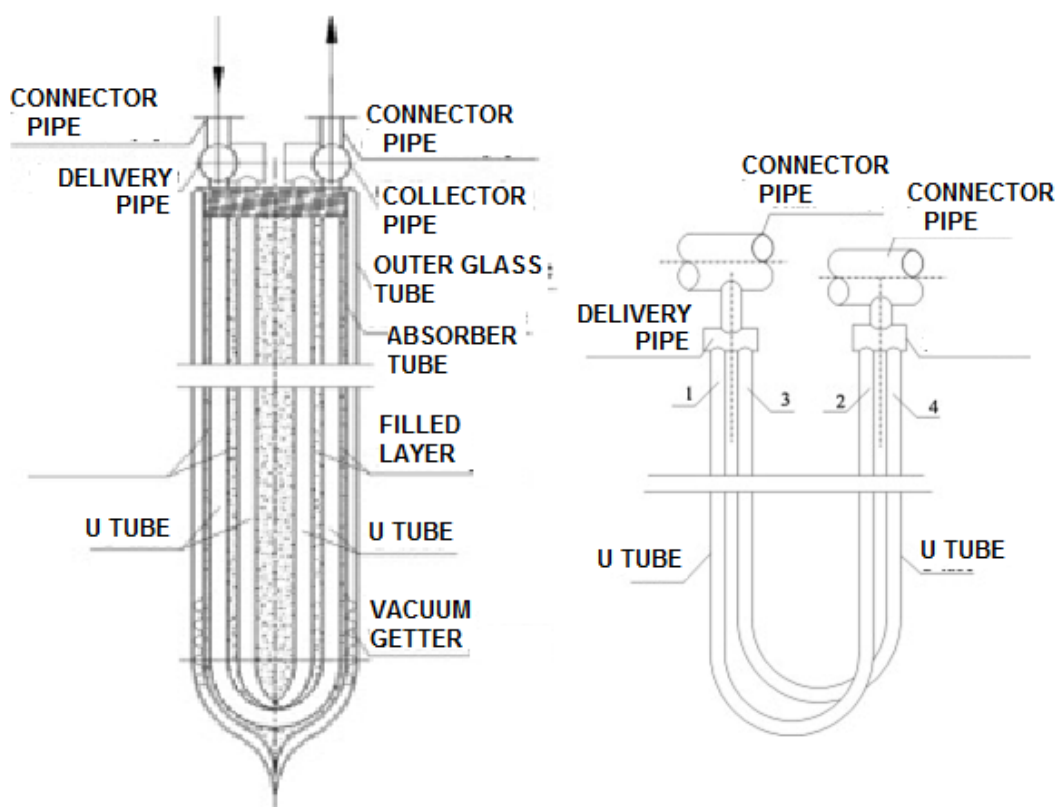 CONNECTOR
PIPE
DELIVERY
PIPE
CONNECTOR
PIPE
COLLECTOR
PIPE
OUTER GLASS
TUBE
ABSORBER
TUBE
FILLED
LAYER
U TUBE
U TUBE
VACUUM
GETTER
CONNECTOR
PIPE
CONNECTOR
PIPE
DELIVERY
PIPE
1
3
2
4
U TUBE
U TUBE